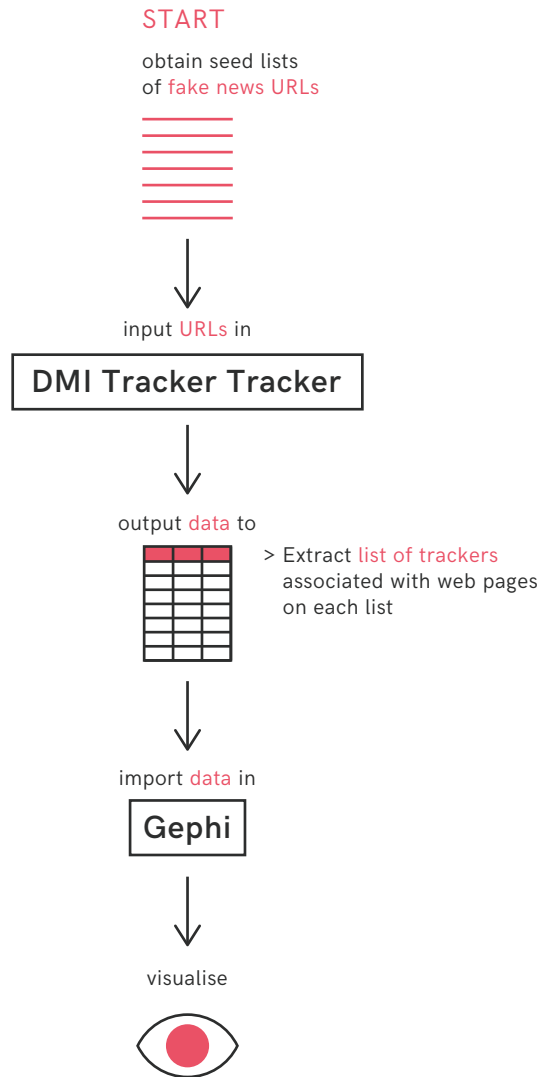 START
obtain seed lists
of fake news URLs
input URLs in
DMI Tracker Tracker
output data to
> Extract list of trackers
associated with web pages
on each list
import data in
Gephi
visualise